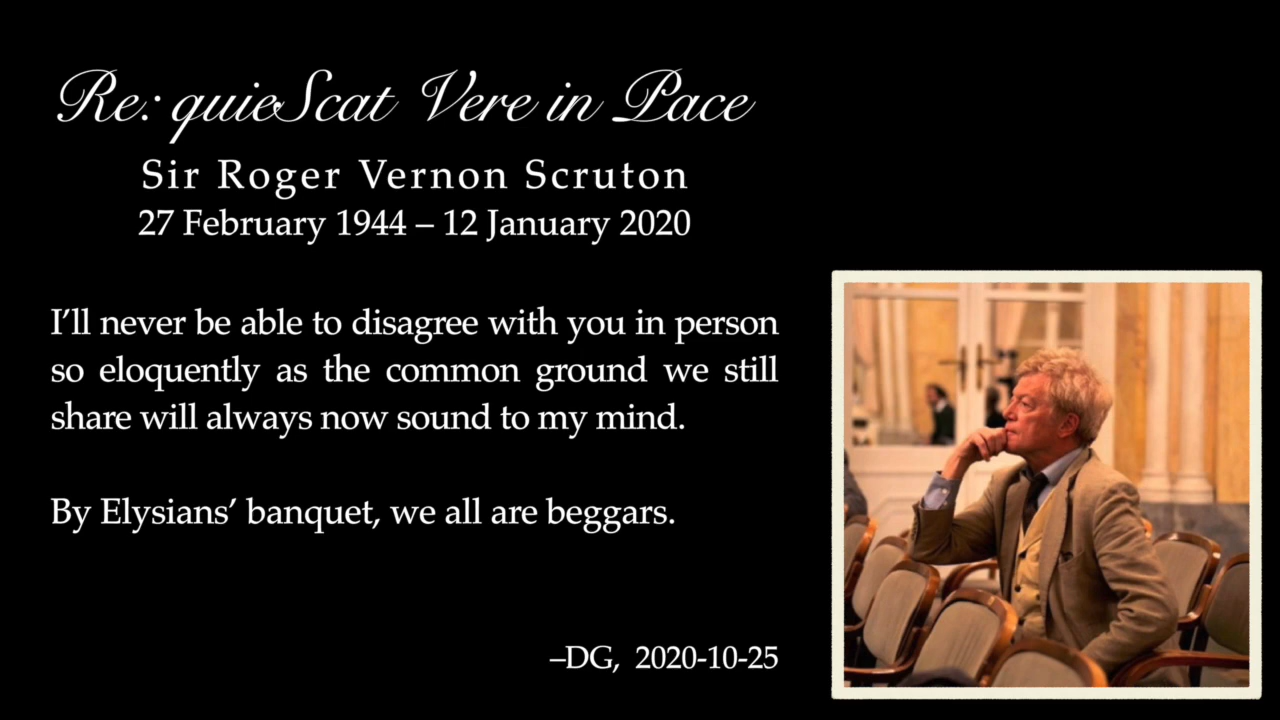 Re: quieScat Vere in Pace
Sir Roger Vernon Scruton
27 February 1944 – 12 January 2020
I’ll never be able to disagree with you in person
so eloquently as the common ground we still
share will always now sound to my mind.
By Elysians’ banquet, we all are beggars.
–DG, 2020-10-25